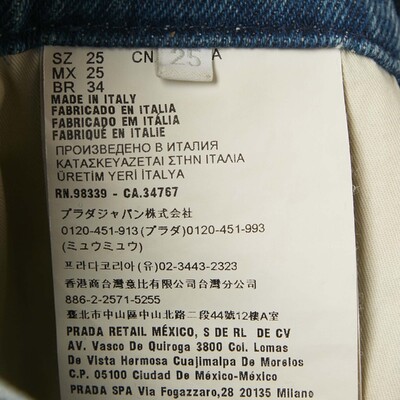 SZ 25 CN 25 A
MX 25
BR 34
MADE IN ITALY
FABRICADO EN ITALIA
FABRICADO EM ITÀLIA
FABRIQUÉ EN ITALIE
ПРОИЗВЕДЕНО В ИТАЛИЯ
ΚΑΤΑΣΚΕΥΑΖΕΤΑΙ ΣΤΗΝ ΙΤΑΛΙΑ
ÜRETİM YERİ İTALYA
RN.98339 - CA.34767
プラダジャパン株式会社
0120-451-913 (プラダ)0120-451-993
(ミュウミュウ)
프라다코리아 (유) 02-3443-2323
香港商台灣意比有限公司台灣分公司
886-2-2571-5255
臺北市中山區中山北路二段44號12樓A室
PRADA RETAIL MÉXICO, S DE RL DE CV
AV. Vasco De Quiroga 3800 Col. Lomas
De Vista Hermosa Cuajimalpa De Morelos
C.P. 05100 Ciudad De México-México
PRADA SPA Via Fogazzaro,28 20135 Milano